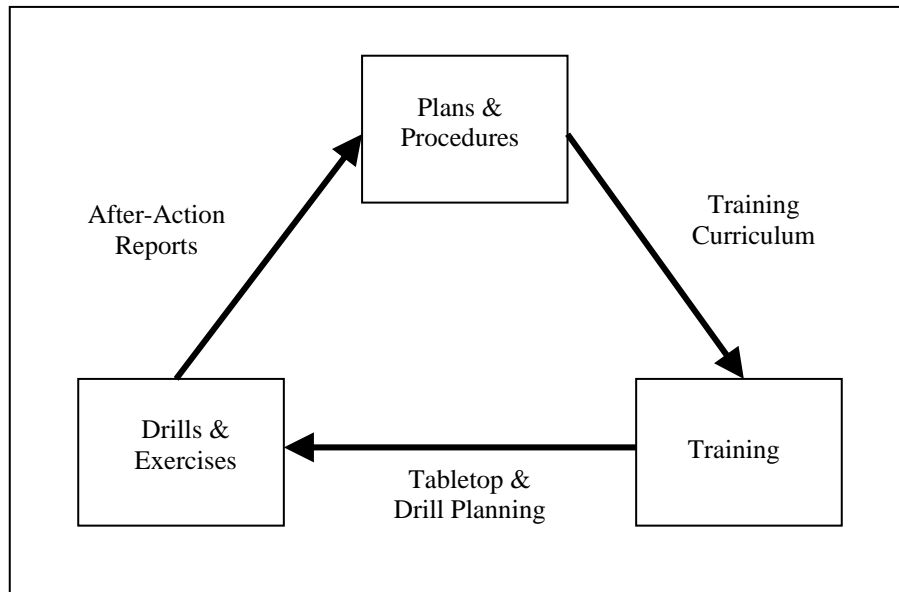 Plans &
Procedures
After-Action
Reports
Training
Curriculum
Drills &
Exercises
Training
Tabletop &
Drill Planning